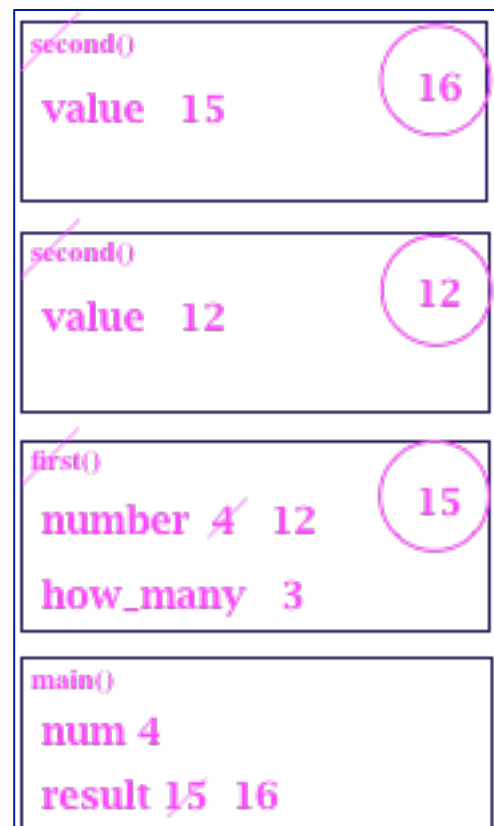 second()
16
value 15
second()
12
value 12
first()
15
number 4 12
how_many 3
main()
num 4
result 15 16